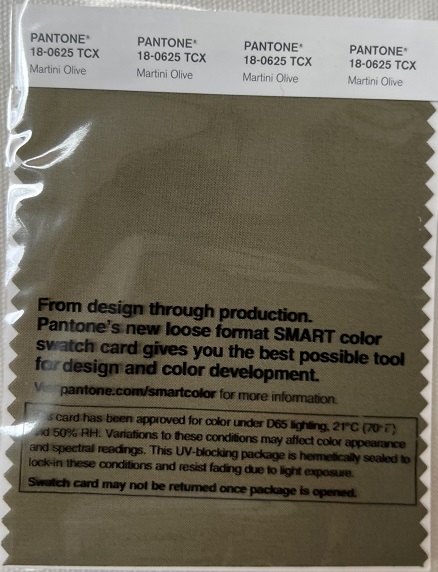 PANTONE® PANTONE® PANTONE® PANTONE®
18-0625 TCX 18-0625 TCX 18-0625 TCX 18-0625 TCX
Martini Olive Martini Olive Martini Olive Martini Olive
From design through production.
Pantone's new loose format SMART color
swatch card gives you the best possible tool
for design and color development.
pantone.com/smartcolor for more information.
card has been approved for color under D65 lighting, 21°C (70°F)
and 50% RH. Variations to these conditions may affect color appearance
and spectral readings. This UV-blocking package is hermetically sealed to
lock-in these conditions and resist fading due to light exposure.
Swatch card may not be returned once package is opened.